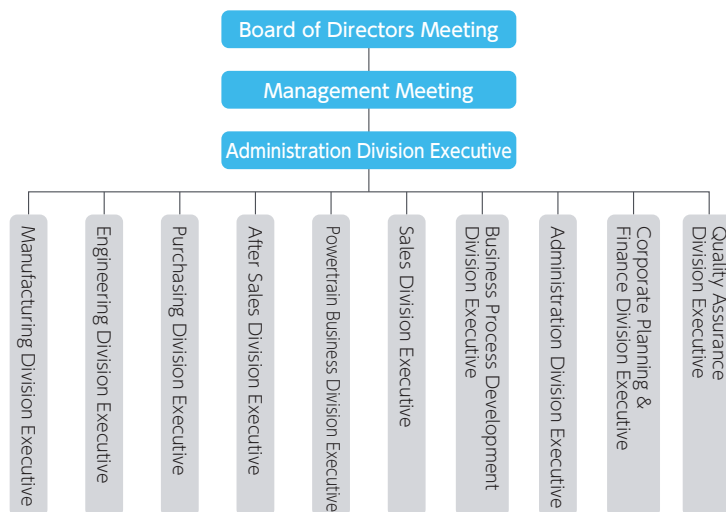 Board of Directors Meeting
Management Meeting
Administration Division Executive
Manufacturing Division Executive
Engineering Division Executive
Purchasing Division Executive
After Sales Division Executive
Powertrain Business Division Executive
Sales Division Executive
Business Process Development
Division Executive
Administration Division Executive
Corporate Planning &
Finance Division Executive
Quality Assurance
Division Executive